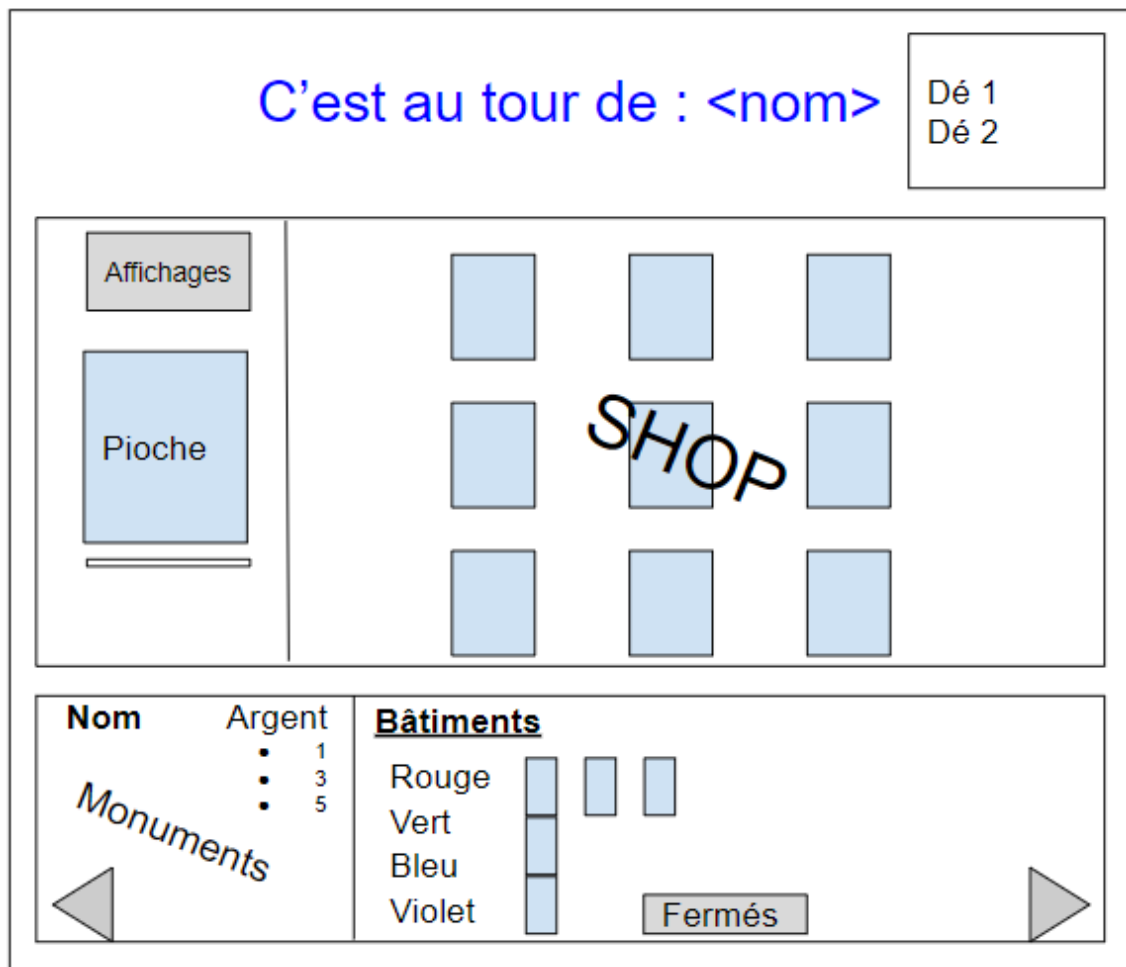 C'est au tour de : <nom>
Dé 1
Dé 2
Affichages
Pioche
SHOP
Nom
Argent
• 1
• 3
• 5
Monuments
Bâtiments
Rouge
Vert
Bleu
Violet
Fermés